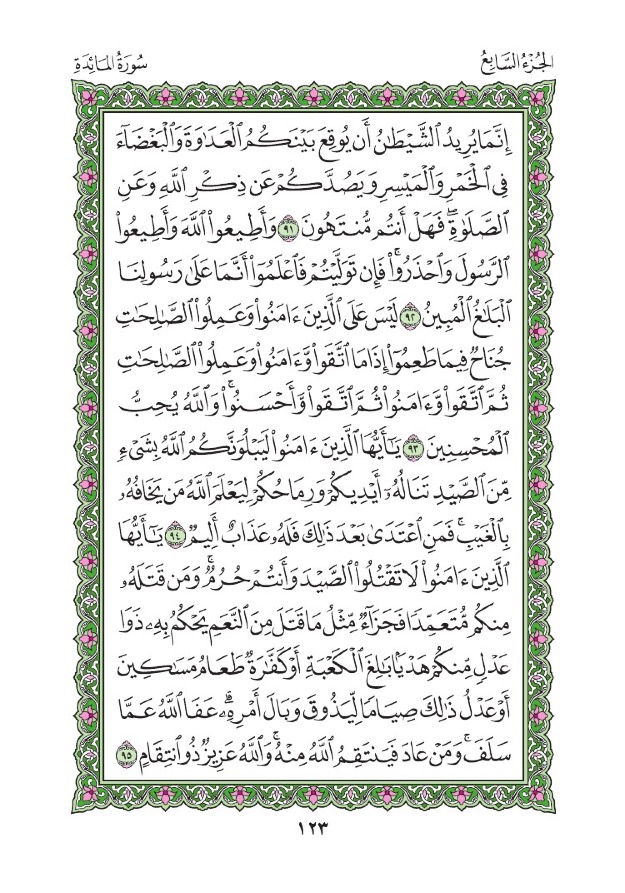 الجُزْءُ السَّابِعُ
سُورَةُ المَائِدَةِ
إِنَّمَا يُرِيدُ ٱلشَّيْطَٰنُ أَن يُوقِعَ بَيْنَكُمُ ٱلْعَدَٰوَةَ وَٱلْبَغْضَآءَ
فِى ٱلْخَمْرِ وَٱلْمَيْسِرِ وَيَصُدَّكُمْ عَن ذِكْرِ ٱللَّهِ وَعَنِ
ٱلصَّلَوٰةِۖ فَهَلْ أَنتُم مُّنتَهُونَ ٩١ وَأَطِيعُوا۟ ٱللَّهَ وَأَطِيعُوا۟
ٱلرَّسُولَ وَٱحْذَرُوا۟ۚ فَإِن تَوَلَّيْتُمْ فَٱعْلَمُوٓا۟ أَنَّمَا عَلَىٰ رَسُولِنَا
ٱلْبَلَٰغُ ٱلْمُبِينُ ٩٢ لَيْسَ عَلَى ٱلَّذِينَ ءَامَنُوا۟ وَعَمِلُوا۟ ٱلصَّٰلِحَٰتِ
جُنَاحٌ فِيمَا طَعِمُوٓا۟ إِذَا مَا ٱتَّقَوا۟ وَّءَامَنُوا۟ وَعَمِلُوا۟ ٱلصَّٰلِحَٰتِ
ثُمَّ ٱتَّقَوا۟ وَّءَامَنُوا۟ ثُمَّ ٱتَّقَوا۟ وَّأَحْسَنُوا۟ۗ وَٱللَّهُ يُحِبُّ
ٱلْمُحْسِنِينَ ٩٣ يَٰٓأَيُّهَا ٱلَّذِينَ ءَامَنُوا۟ لَيَبْلُوَنَّكُمُ ٱللَّهُ بِشَىْءٍ
مِّنَ ٱلصَّيْدِ تَنَالُهُۥٓ أَيْدِيكُمْ وَرِمَاحُكُمْ لِيَعْلَمَ ٱللَّهُ مَن يَخَافُهُۥ
بِٱلْغَيْبِۚ فَمَنِ ٱعْتَدَىٰ بَعْدَ ذَٰلِكَ فَلَهُۥ عَذَابٌ أَلِيمٌ ٩٤ يَٰٓأَيُّهَا
ٱلَّذِينَ ءَامَنُوا۟ لَا تَقْتُلُوا۟ ٱلصَّيْدَ وَأَنتُمْ حُرُمٌۚ وَمَن قَتَلَهُۥ
مِنكُم مُّتَعَمِّدًا فَجَزَآءٌ مِّثْلُ مَا قَتَلَ مِنَ ٱلنَّعَمِ يَحْكُمُ بِهِۦ ذَوَا
عَدْلٍ مِّنكُمْ هَدْيًۢا بَٰلِغَ ٱلْكَعْبَةِ أَوْ كَفَّٰرَةٌ طَعَامُ مَسَٰكِينَ
أَوْ عَدْلُ ذَٰلِكَ صِيَامًا لِّيَذُوقَ وَبَالَ أَمْرِهِۦۗ عَفَا ٱللَّهُ عَمَّا
سَلَفَۚ وَمَنْ عَادَ فَيَنتَقِمُ ٱللَّهُ مِنْهُۗ وَٱللَّهُ عَزِيزٌ ذُو ٱنتِقَامٍ ٩٥
١٢٣